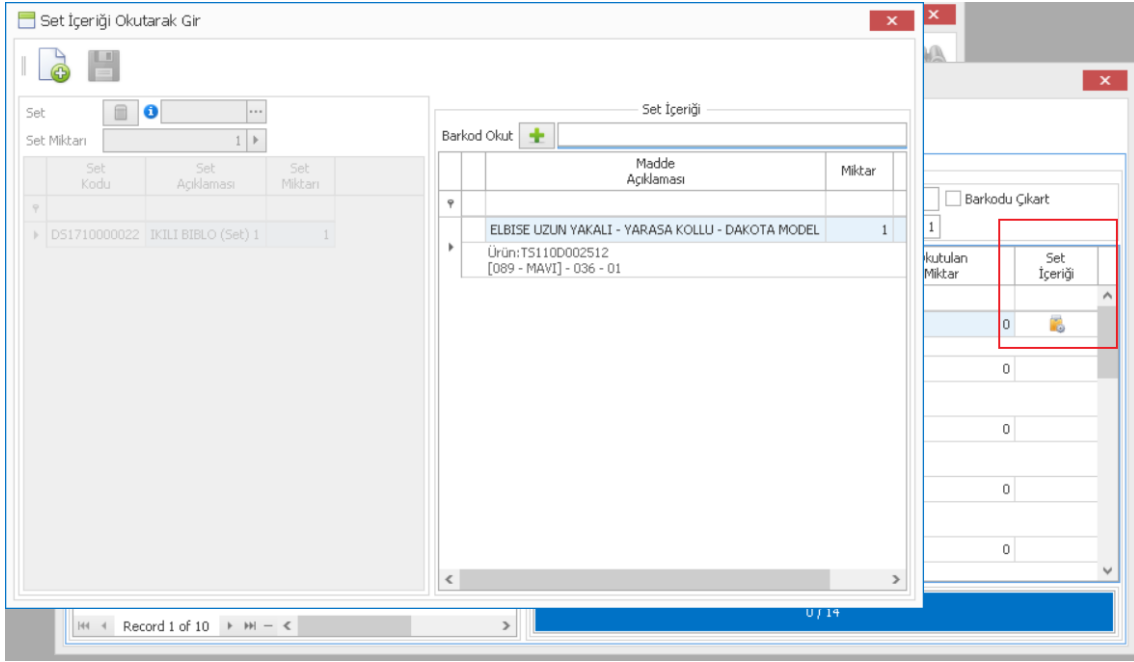 Set İçeriği Okutarak Gir
Set
Set Miktarı 1
Set Kodu
Set Açıklaması
Set Miktarı
DS1710000022 IKILI BIBLO (Set) 1 1
Set İçeriği
Barkod Okut
Madde Açıklaması
Miktar
ELBISE UZUN YAKALI - YARASA KOLLU - DAKOTA MODEL 1
Ürün:TS110D002512
[089 - MAVI] - 036 - 01
Barkodu Çıkart
1
Miktar
Set İçeriği
0
0
0
0
0
Record 1 of 10
0 / 14